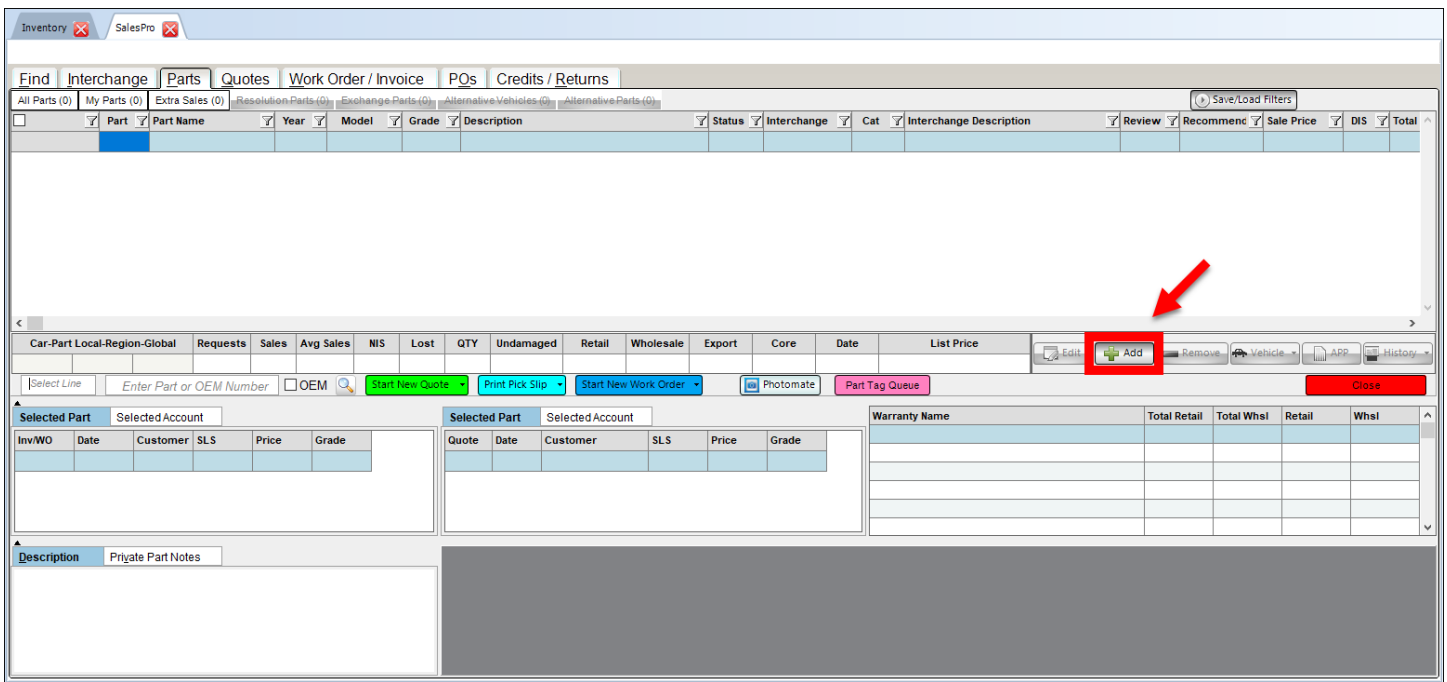 Inventory SalesPro
Find Interchange Parts Quotes Work Order / Invoice POs Credits / Returns
All Parts (0) My Parts (0) Extra Sales (0) Resolution Parts (0) Exchange Parts (0) Alternative Vehicles (0) Alternative Parts (0) Save/Load Filters
Part Part Name Year Model Grade Description Status Interchange Cat Interchange Description Review Recommend Sale Price DIS Total
Car-Part Local-Region-Global Requests Sales Avg Sales NIS Lost QTY Undamaged Retail Wholesale Export Core Date List Price
Edit Add Remove Vehicle APP History
Select Line Enter Part or OEM Number OEM Start New Quote Print Pick Slip Start New Work Order Photomate Part Tag Queue Close
Selected Part Selected Account Selected Part Selected Account Warranty Name Total Retail Total Whsl Retail Whsl
Inv/WO Date Customer SLS Price Grade Quote Date Customer SLS Price Grade
Description Private Part Notes